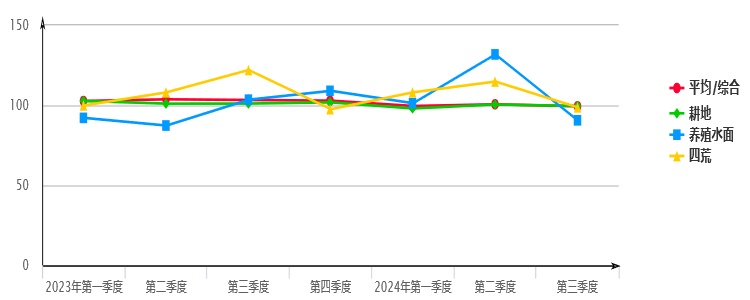 150
100
50
0
2023年第一季度 第二季度 第三季度 第四季度 2024年第一季度 第二季度 第三季度
平均/综合
耕地
养殖水面
四荒